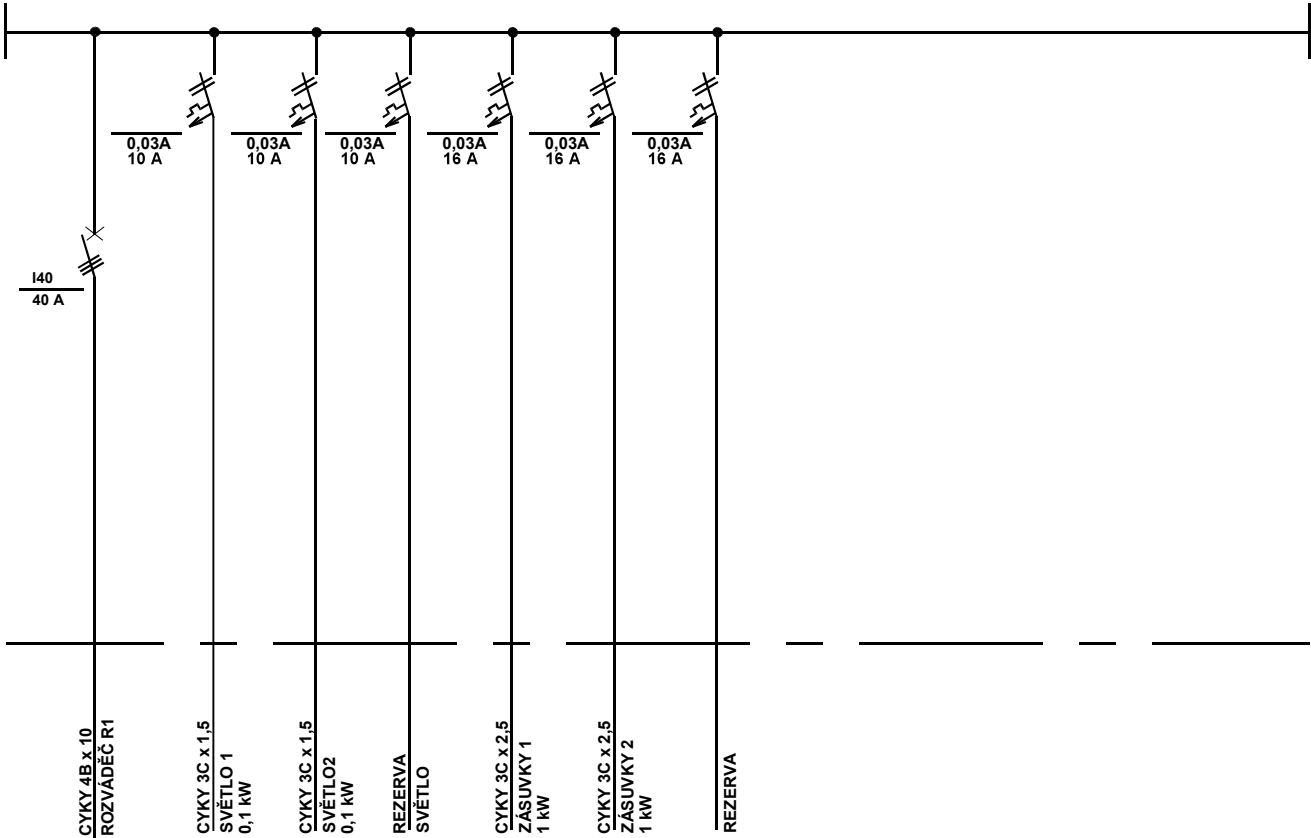 0,03A
10 A
0,03A
10 A
0,03A
10 A
0,03A
16 A
0,03A
16 A
0,03A
16 A
I40
40 A
CYKY 4B x 10
ROZVÁDĚČ R1
CYKY 3C x 1,5
SVĚTLO 1
0,1 kW
CYKY 3C x 1,5
SVĚTLO2
0,1 kW
REZERVA
SVĚTLO
CYKY 3C x 2,5
ZÁSUVKY 1
1 kW
CYKY 3C x 2,5
ZÁSUVKY 2
1 kW
REZERVA